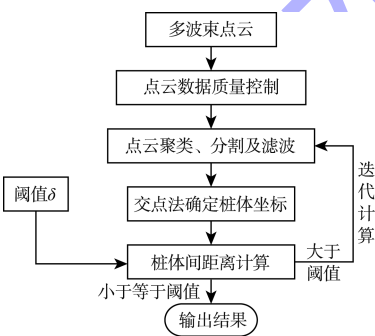 多波束点云
点云数据质量控制
点云聚类、分割及滤波
阈值δ
交点法确定桩体坐标
桩体间距离计算
大于
阈值
迭
代
计
算
小于等于阈值
输出结果